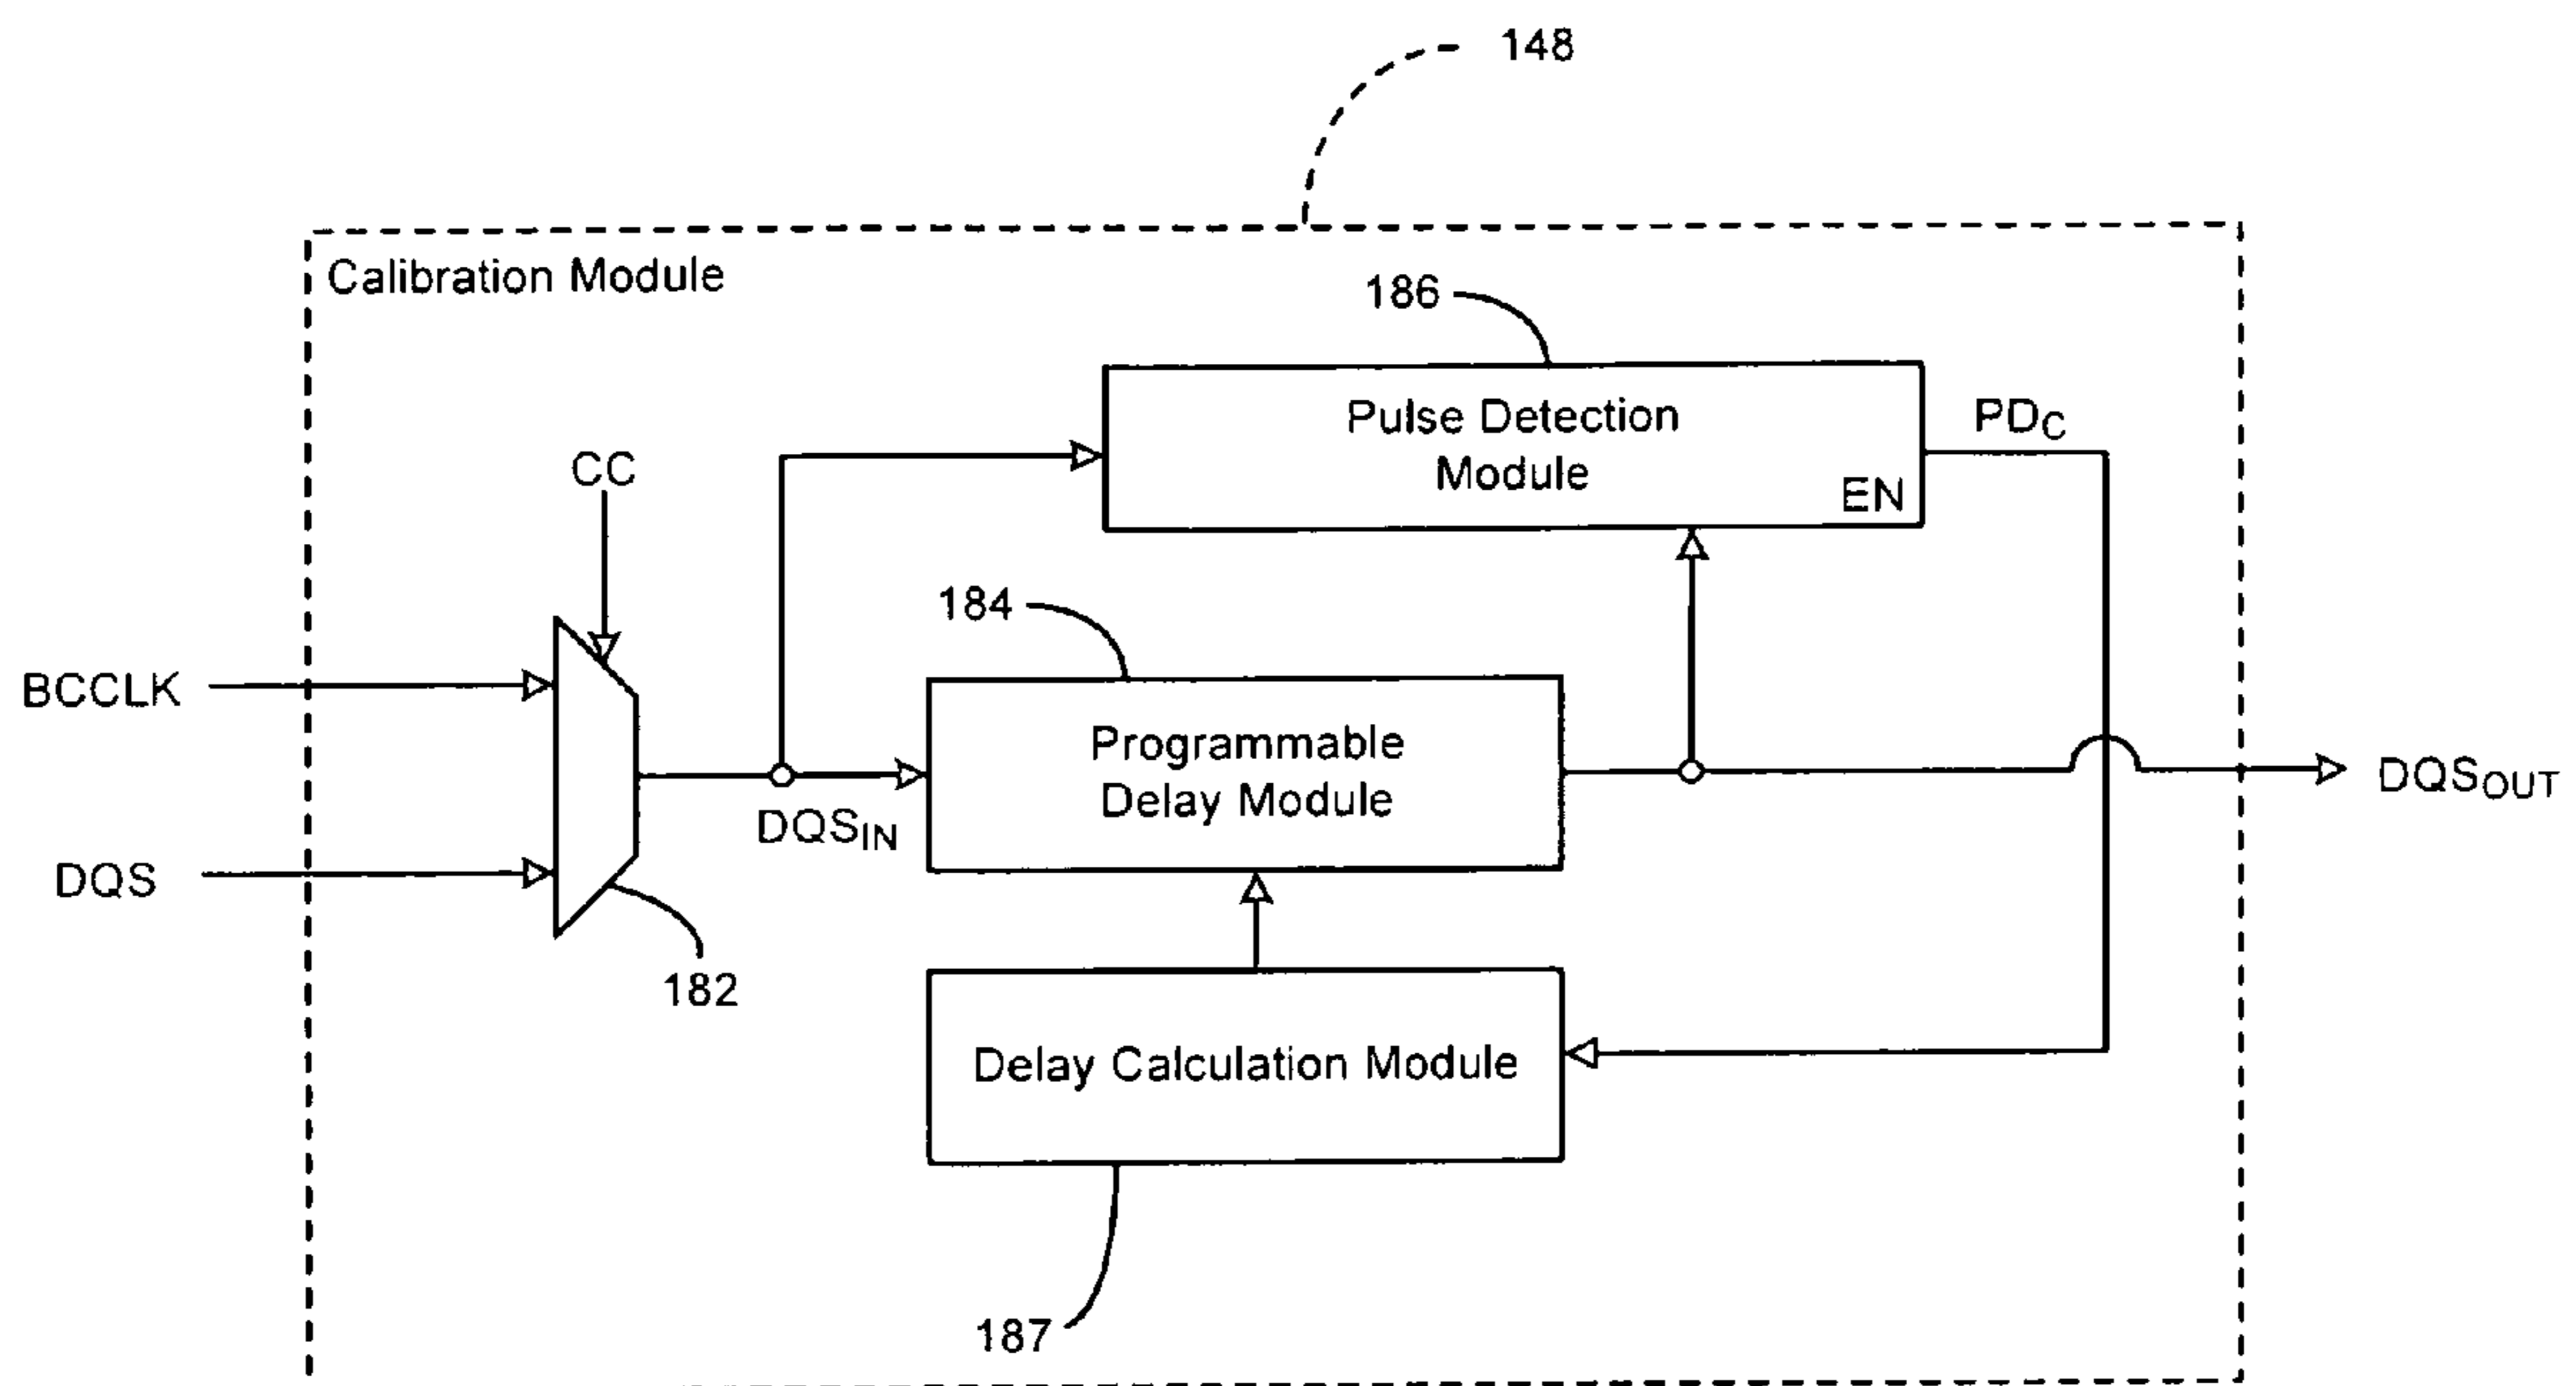 148
Calibration Module
186
Pulse Detection
Module
EN
PDC
CC
184
BCCLK
Programmable
Delay Module
DQSIN
DQSOUT
DQS
182
Delay Calculation Module
187